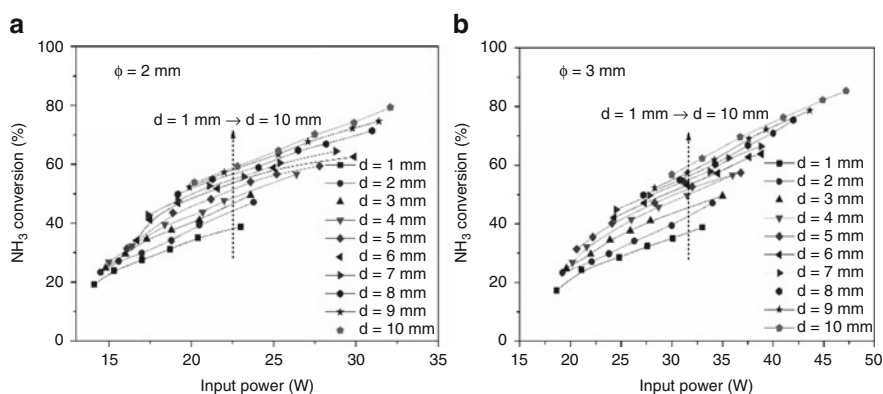 a
NH₃ conversion (%)
100
80
60
40
20
0
15
20
25
30
35
Input power (W)
ϕ = 2 mm
d = 1 mm → d = 10 mm
d = 1 mm
d = 2 mm
d = 3 mm
d = 4 mm
d = 5 mm
d = 6 mm
d = 7 mm
d = 8 mm
d = 9 mm
d = 10 mm
b
NH₃ conversion (%)
100
80
60
40
20
0
15
20
25
30
35
40
45
50
Input power (W)
ϕ = 3 mm
d = 1 mm → d = 10 mm
d = 1 mm
d = 2 mm
d = 3 mm
d = 4 mm
d = 5 mm
d = 6 mm
d = 7 mm
d = 8 mm
d = 9 mm
d = 10 mm